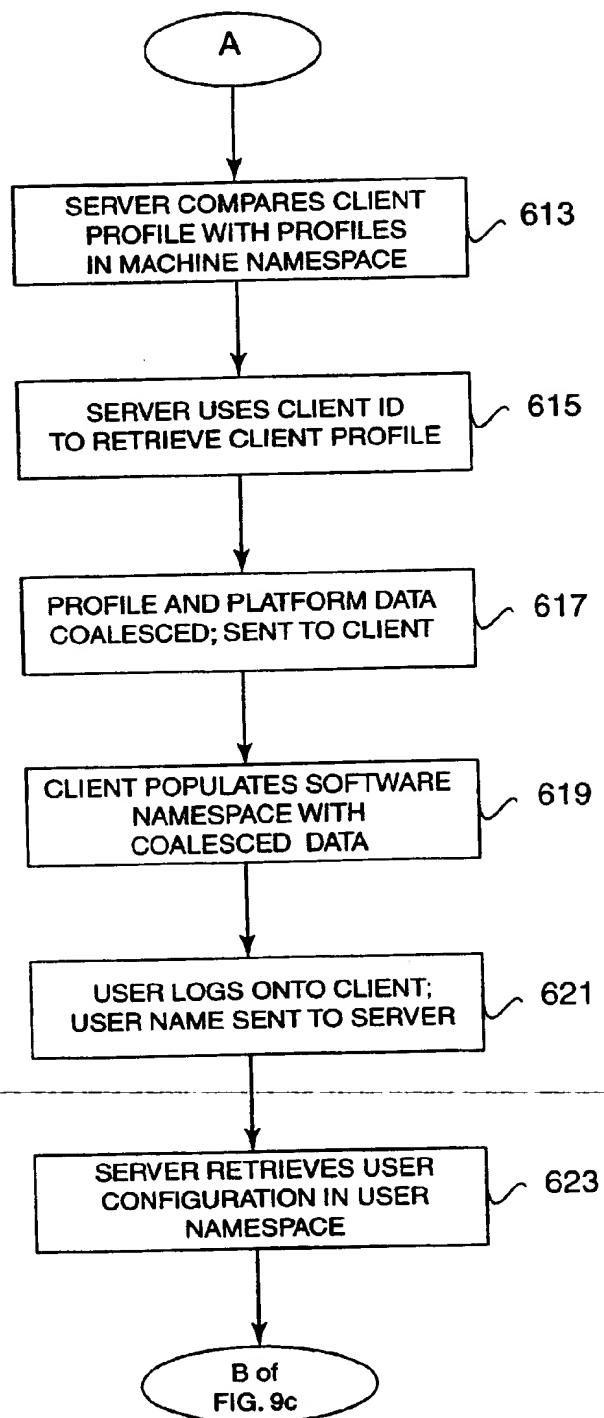 A
SERVER COMPARES CLIENT
PROFILE WITH PROFILES
IN MACHINE NAMESPACE
613
SERVER USES CLIENT ID
TO RETRIEVE CLIENT PROFILE
615
PROFILE AND PLATFORM DATA
COALESCED; SENT TO CLIENT
617
CLIENT POPULATES SOFTWARE
NAMESPACE WITH
COALESCED DATA
619
USER LOGS ONTO CLIENT;
USER NAME SENT TO SERVER
621
SERVER RETRIEVES USER
CONFIGURATION IN USER
NAMESPACE
623
B of
FIG. 9c